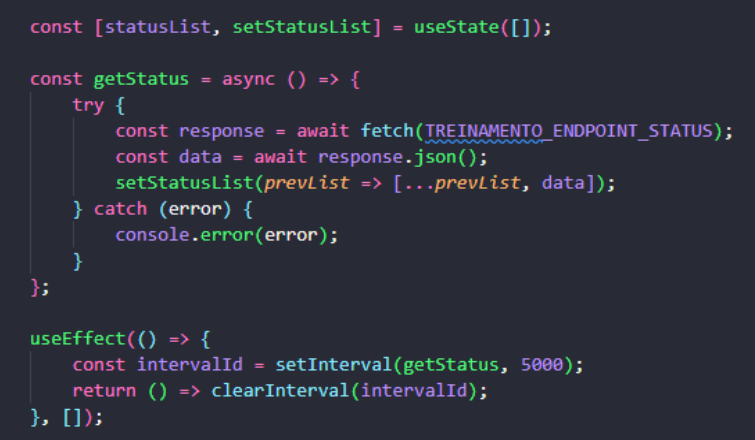 const [statusList, setStatusList] = useState([]);
const getStatus = async () => {
try {
const response = await fetch(TREINAMENTO_ENDPOINT_STATUS);
const data = await response.json();
setStatusList(prevList => [...prevList, data]);
} catch (error) {
console.error(error);
}
};
useEffect(() => {
const intervalId = setInterval(getStatus, 5000);
return () => clearInterval(intervalId);
}, []);